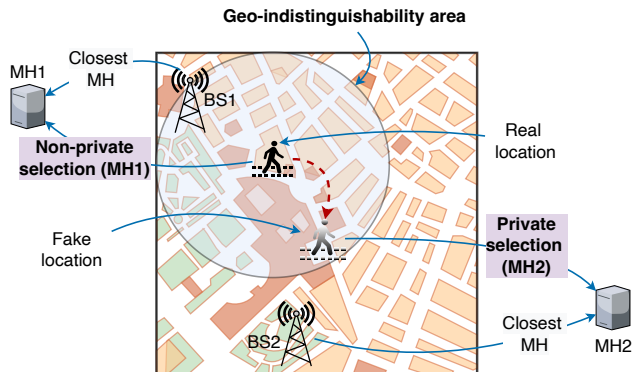 Geo-indistinguishability area
MH1
Closest
MH
BS1
Non-private
selection (MH1)
Real
location
Fake
location
Private
selection
(MH2)
BS2
Closest
MH
MH2